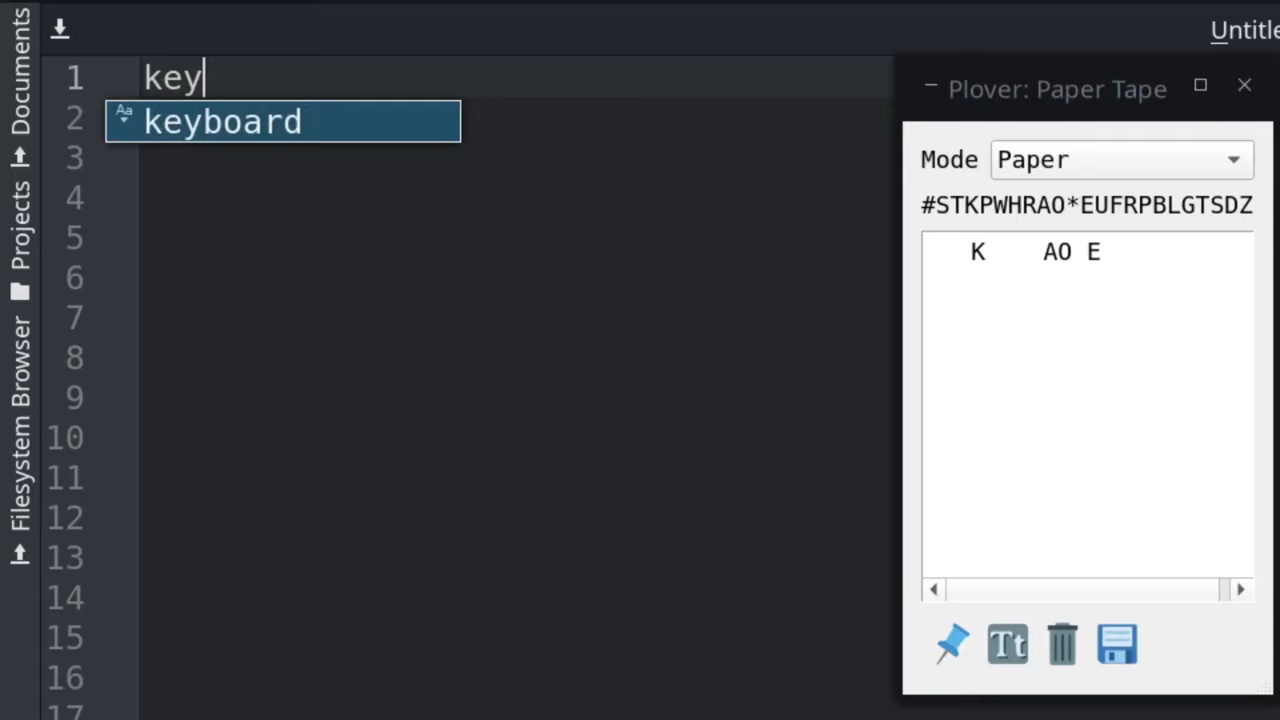 Documents
Projects
Filesystem Browser
Untitle
1 key
keyboard
2
3
4
5
6
7
8
9
10
11
12
13
14
15
16
17
Plover: Paper Tape
Mode Paper
#STKPWHRAO*EUFRPBLGTSDZ
K AO E
Tt